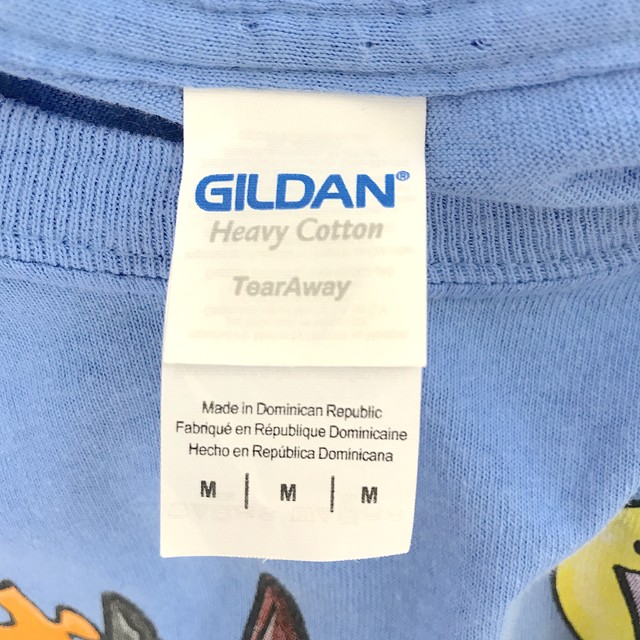 GILDAN®
Heavy Cotton
TearAway
Made in Dominican Republic
Fabriqué en République Dominicaine
Hecho en República Dominicana
M | M | M